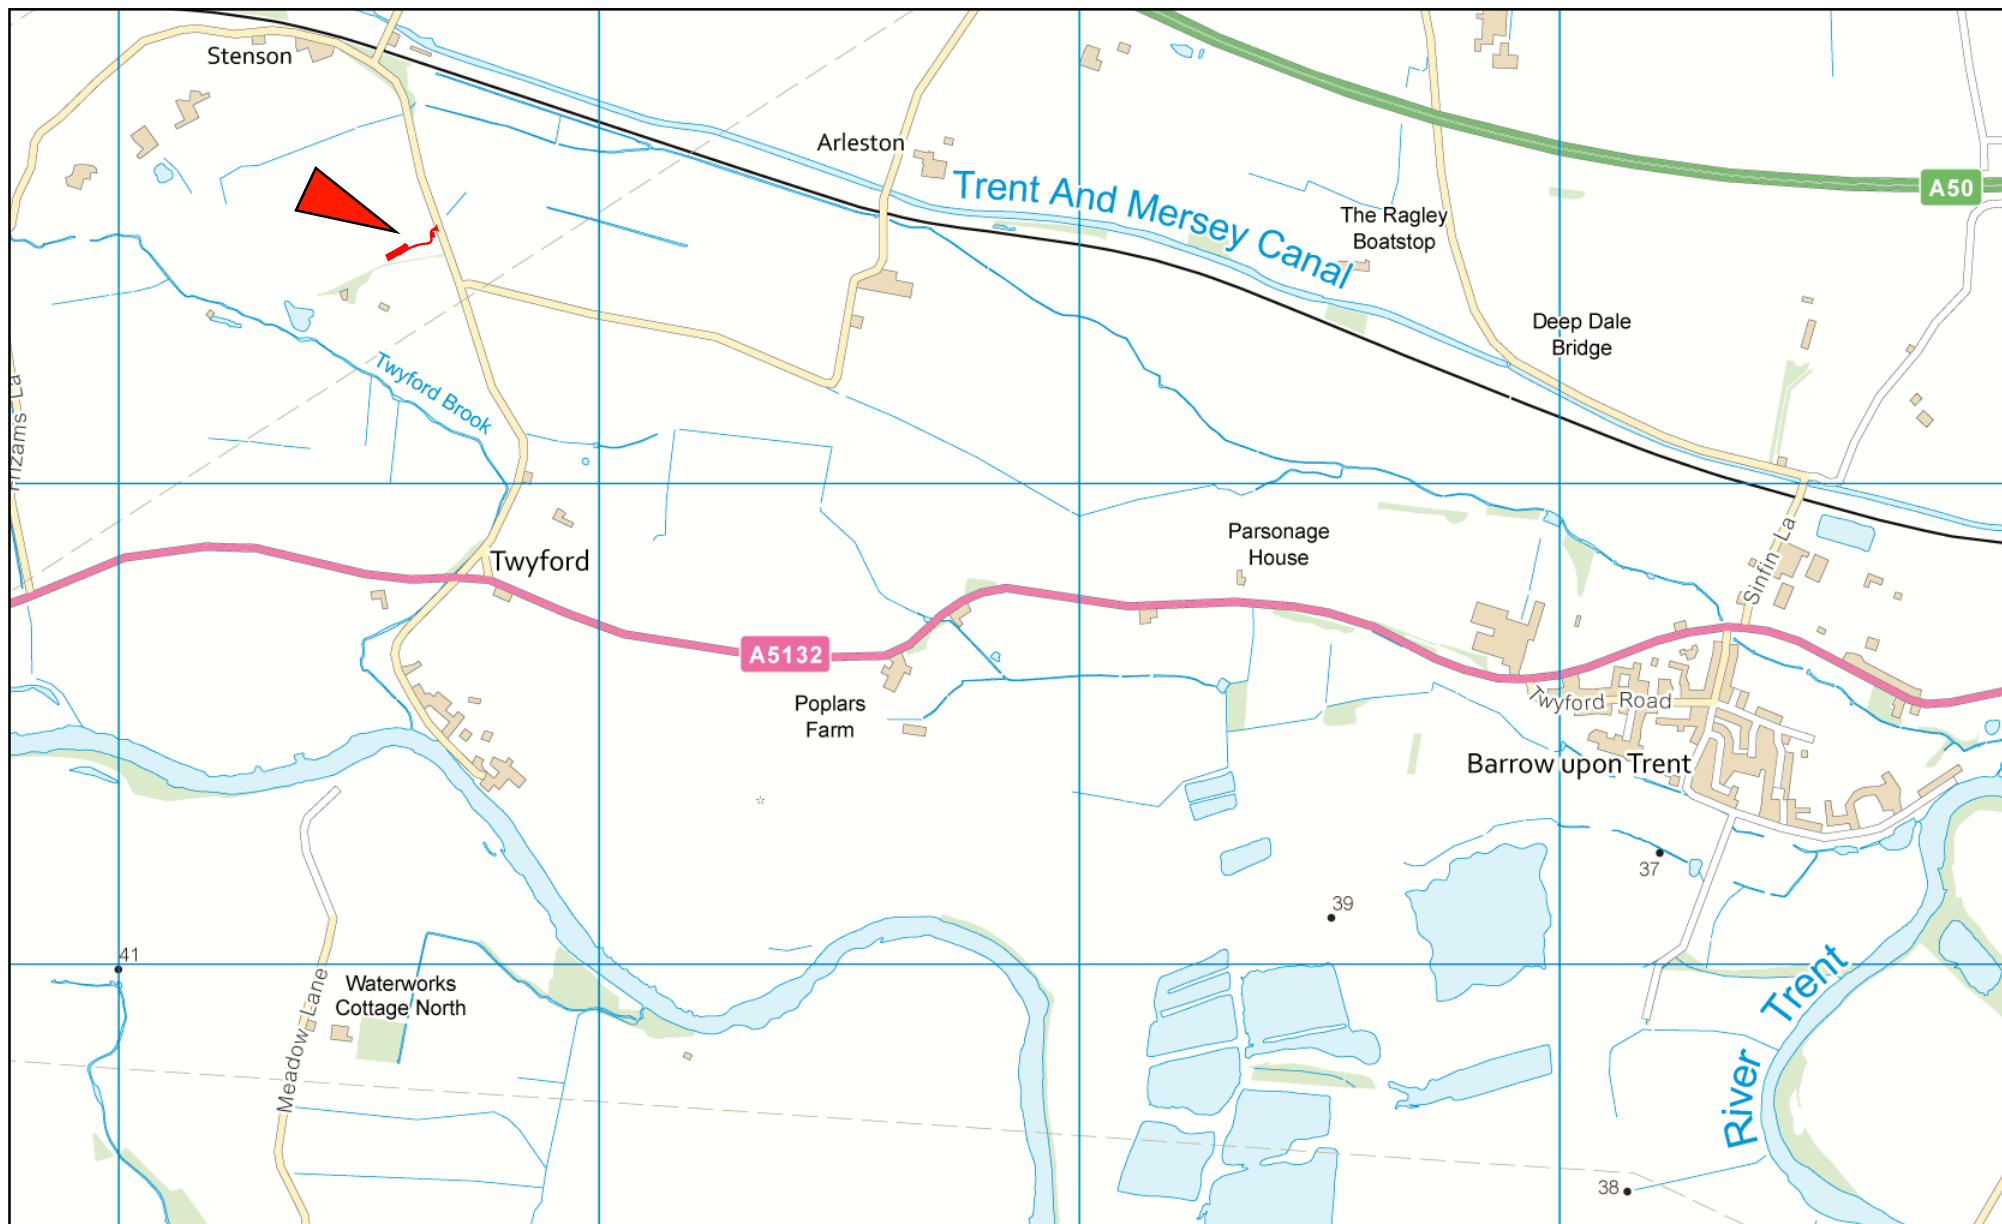 Stenson
Arleston
Trent And Mersey Canal
A50
The Ragley
Boatstop
Deep Dale
Bridge
Twyford Brook
Frizams La
Twyford
Parsonage
House
Sinfin La
A5132
Poplars
Farm
Twyford Road
Barrow upon Trent
37
39
41
Waterworks
Cottage North
Meadow Lane
River Trent
38